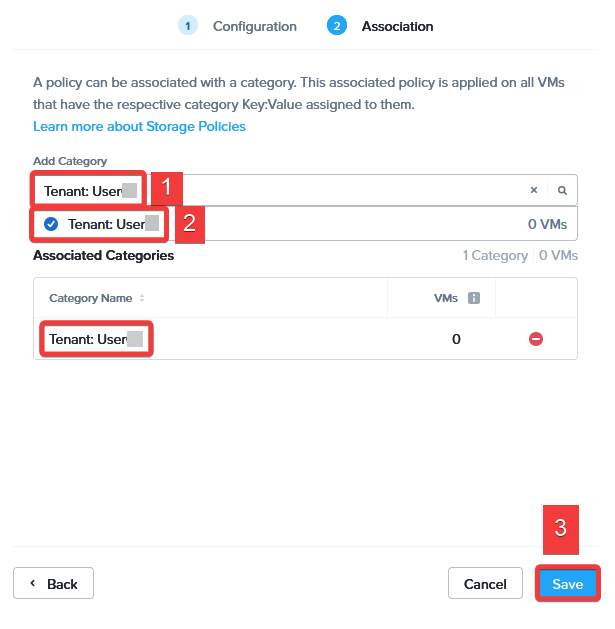 1 Configuration 2 Association
A policy can be associated with a category. This associated policy is applied on all VMs
that have the respective category Key:Value assigned to them.
Learn more about Storage Policies
Add Category
Tenant: User 1
Tenant: User 2 0 VMs
Associated Categories 1 Category 0 VMs
Category Name VMs
Tenant: User 0
3
Back Cancel Save